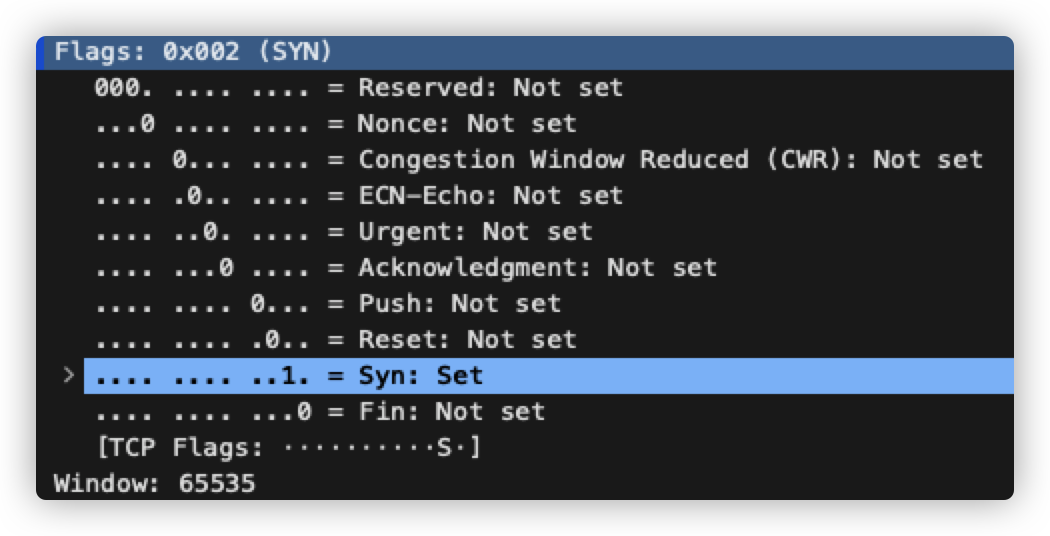 Flags: 0x002 (SYN)
000. .... .... = Reserved: Not set
...0 .... .... = Nonce: Not set
.... 0... .... = Congestion Window Reduced (CWR): Not set
.... .0.. .... = ECN-Echo: Not set
.... ..0. .... = Urgent: Not set
.... ...0 .... = Acknowledgment: Not set
.... .... 0... = Push: Not set
.... .... .0.. = Reset: Not set
.... .... ..1. = Syn: Set
.... .... ...0 = Fin: Not set
[TCP Flags: ··········S·]
Window: 65535